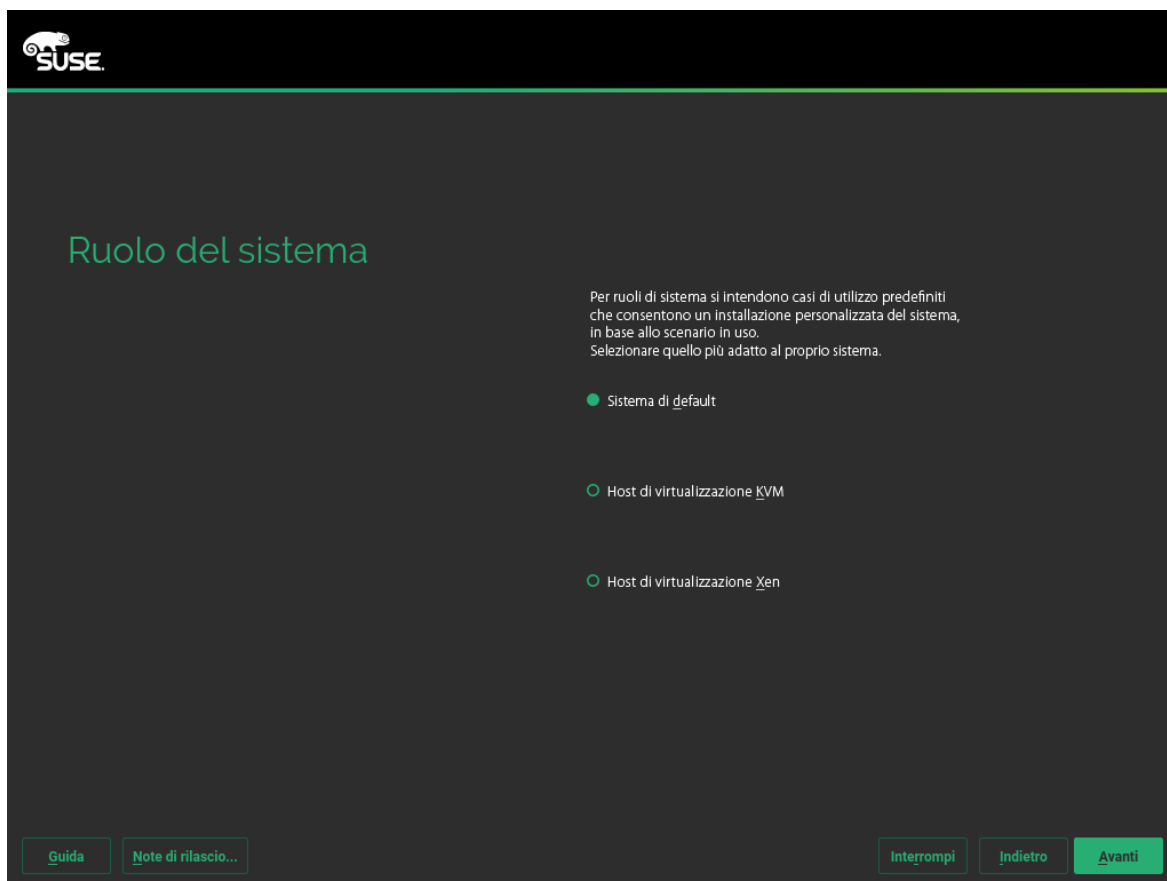 SUSE.
Ruolo del sistema
Per ruoli di sistema si intendono casi di utilizzo predefiniti
che consentono un installazione personalizzata del sistema,
in base allo scenario in uso.
Selezionare quello più adatto al proprio sistema.
Sistema di default
Host di virtualizzazione KVM
Host di virtualizzazione Xen
Guida
Note di rilascio...
Interrompi
Indietro
Avanti